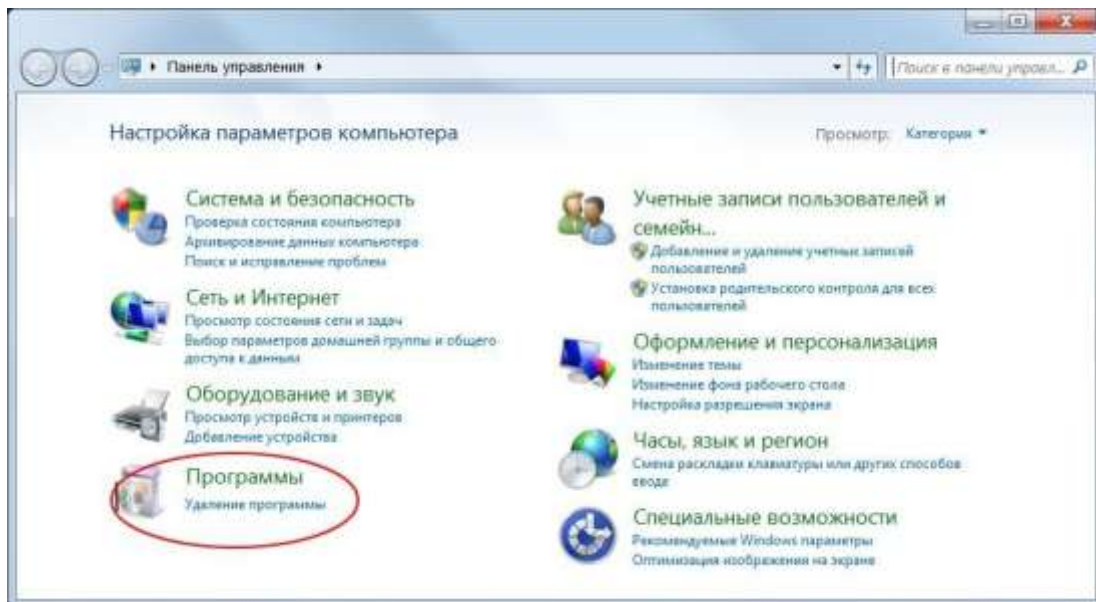 Панель управления
Поиск в панели управл...
Настройка параметров компьютера
Просмотр: Категория
Система и безопасность
Проверка состояния компьютера
Архивирование данных компьютера
Поиск и исправление проблем
Сеть и Интернет
Просмотр состояния сети и задач
Выбор параметров домашней группы и общего
доступа к данным
Оборудование и звук
Просмотр устройств и принтеров
Добавление устройства
Программы
Удаление программы
Учетные записи пользователей и
семейн...
Добавление и удаление учетных записей
пользователей
Установка родительского контроля для всех
пользователей
Оформление и персонализация
Изменение темы
Изменение фона рабочего стола
Настройка разрешения экрана
Часы, язык и регион
Смена раскладки клавиатуры или других способов
ввода
Специальные возможности
Рекомендуемые Windows параметры
Оптимизация изображения на экране